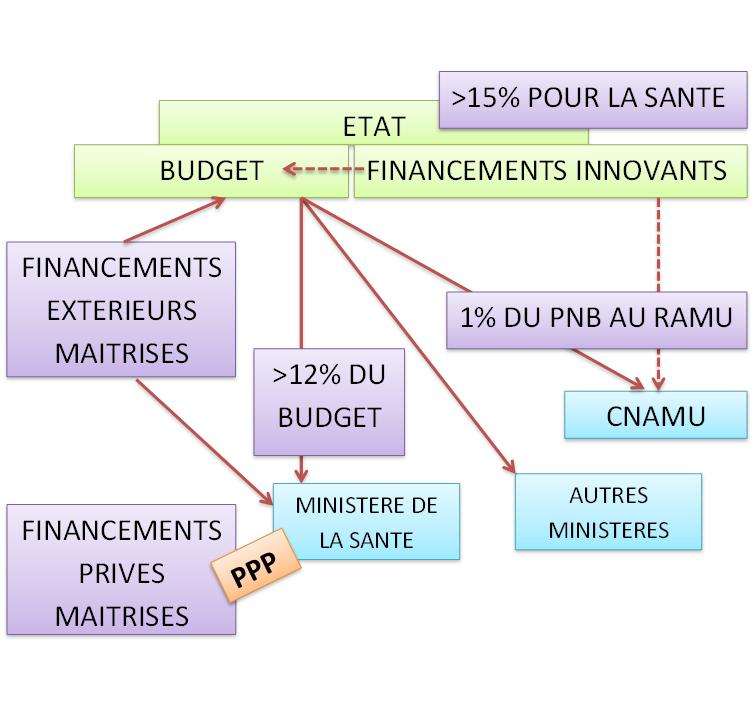 >15% POUR LA SANTE
ETAT
BUDGET
FINANCEMENTS INNOVANTS
FINANCEMENTS
EXTERIEURS
MAITRISES
1% DU PNB AU RAMU
>12% DU
BUDGET
CNAMU
MINISTERE DE
LA SANTE
AUTRES
MINISTERES
FINANCEMENTS
PRIVES
MAITRISES
PPP